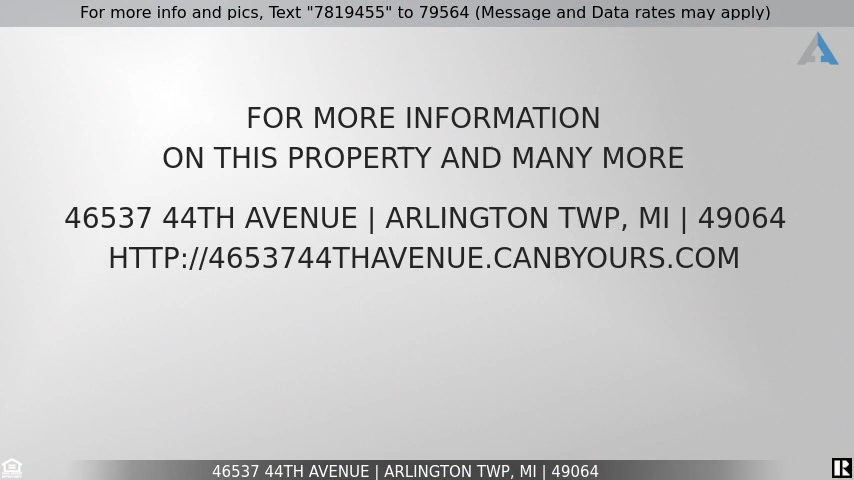 For more info and pics, Text "7819455" to 79564 (Message and Data rates may apply)
FOR MORE INFORMATION
ON THIS PROPERTY AND MANY MORE
46537 44TH AVENUE | ARLINGTON TWP, MI | 49064
HTTP://4653744THAVENUE.CANBYOURS.COM
46537 44TH AVENUE | ARLINGTON TWP, MI | 49064